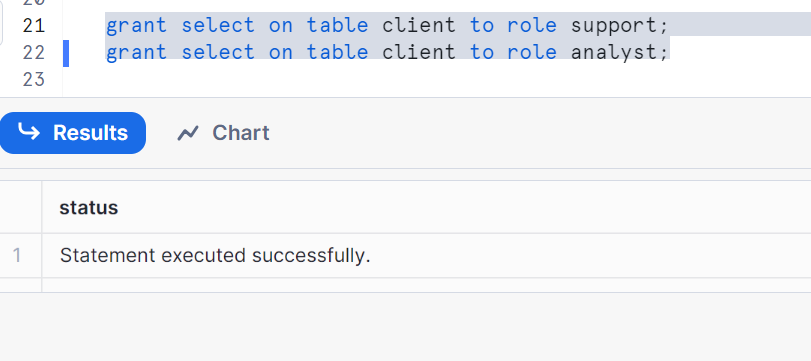 20
21 grant select on table client to role support;
22 grant select on table client to role analyst;
23
Results Chart
status
1 Statement executed successfully.